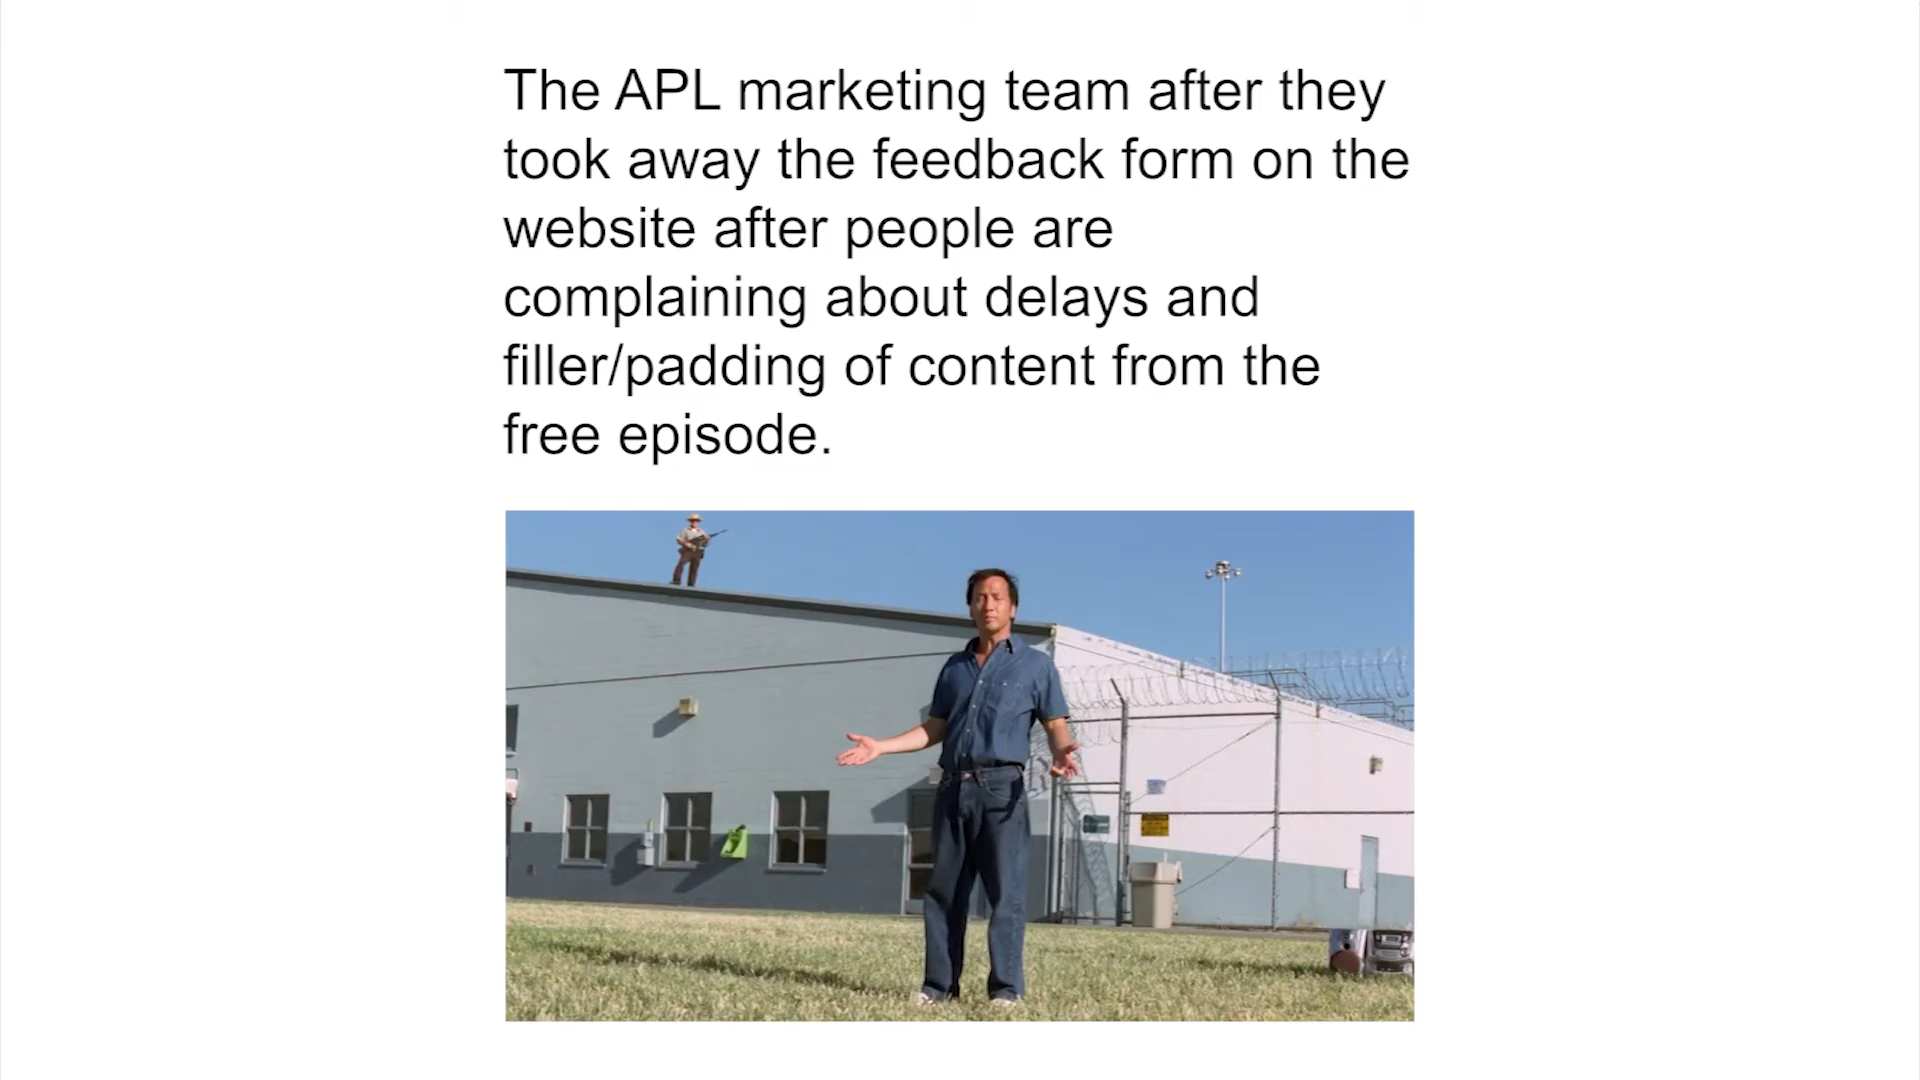 The APL marketing team after they
took away the feedback form on the
website after people are
complaining about delays and
filler/padding of content from the
free episode.